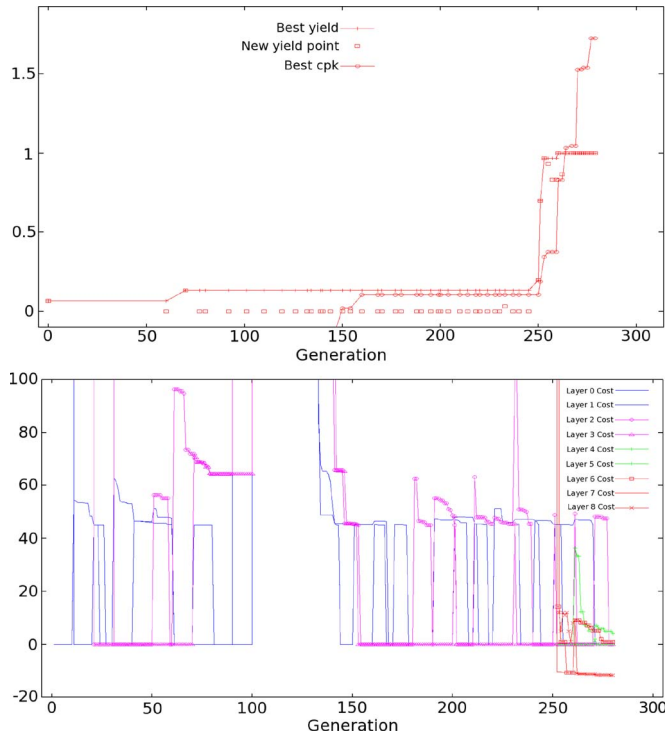 Best yield
New yield point
Best cpk
1.5
1
0.5
0
0 50 100 150 200 250 300
Generation
100
80
60
40
20
0
-20
Layer 0 Cost
Layer 1 Cost
Layer 2 Cost
Layer 3 Cost
Layer 4 Cost
Layer 5 Cost
Layer 6 Cost
Layer 7 Cost
Layer 8 Cost
0 50 100 150 200 250 300
Generation